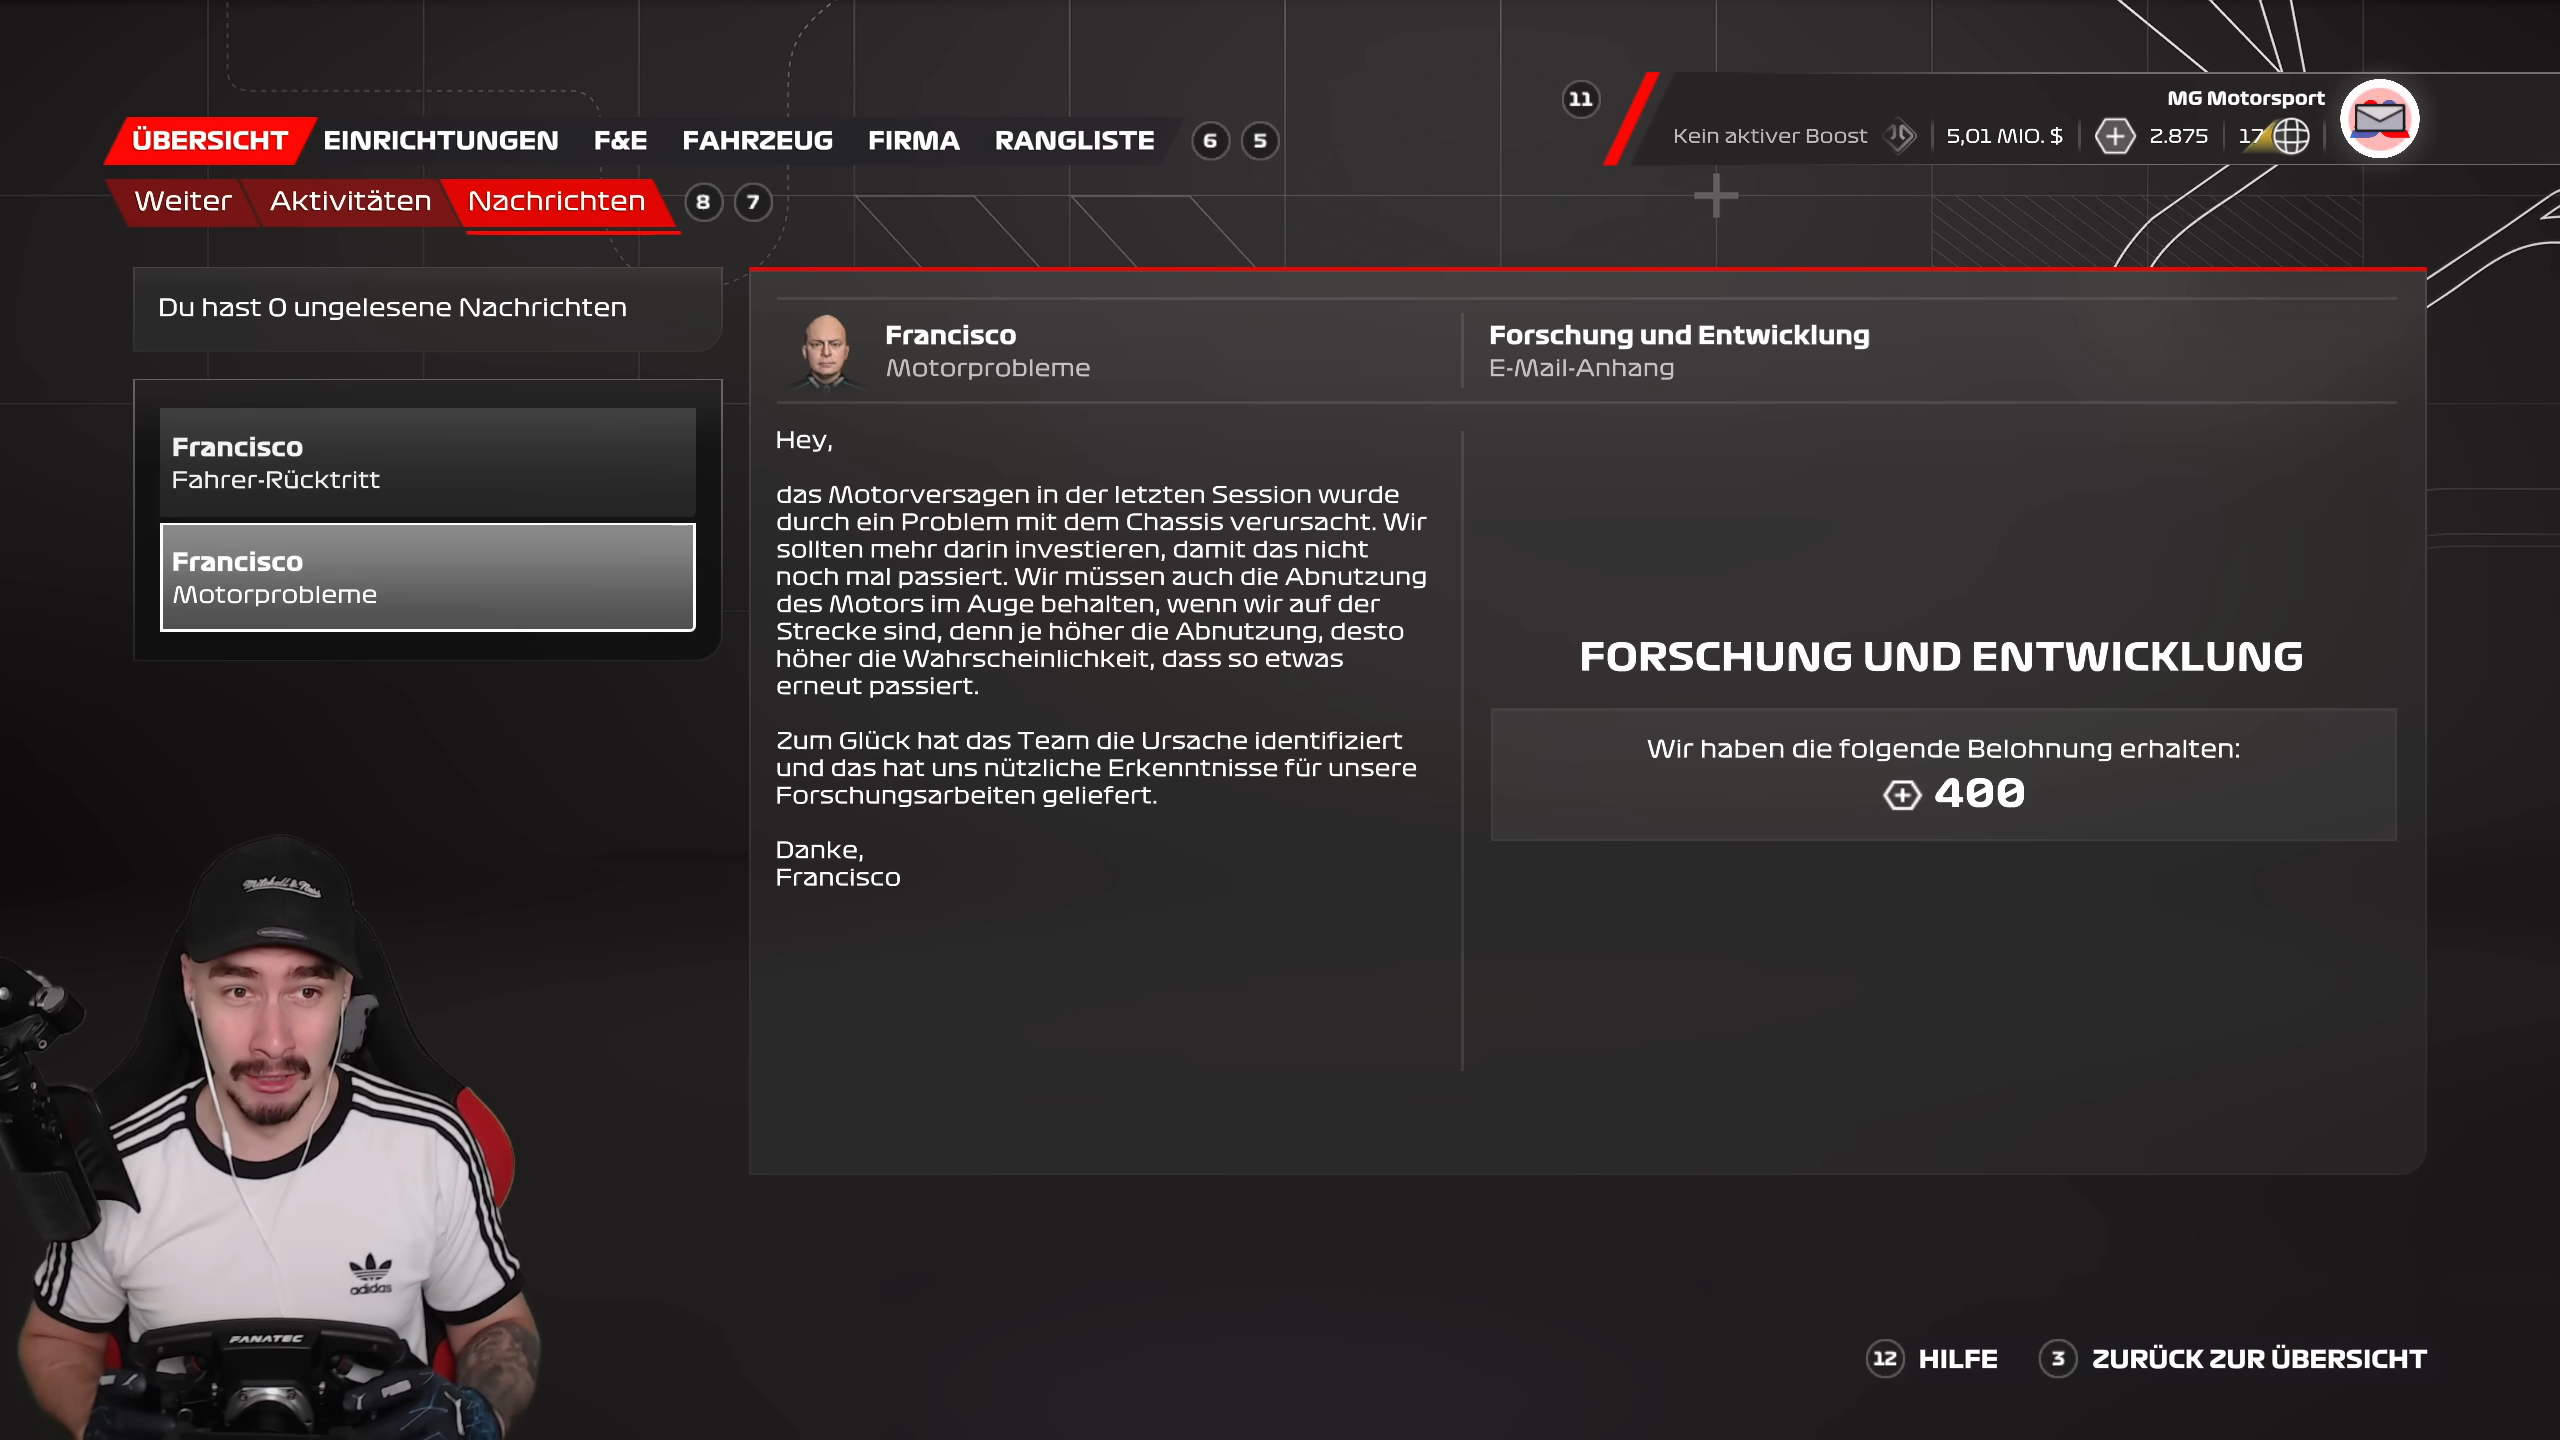 11
MG Motorsport
Kein aktiver Boost
5,01 MIO. $
2.875
17
ÜBERSICHT
EINRICHTUNGEN
F&E
FAHRZEUG
FIRMA
RANGLISTE
6
5
Weiter
Aktivitäten
Nachrichten
8
7
Du hast 0 ungelesene Nachrichten
Francisco
Fahrer-Rücktritt
Francisco
Motorprobleme
Francisco
Motorprobleme
Forschung und Entwicklung
E-Mail-Anhang
Hey,
das Motorversagen in der letzten Session wurde
durch ein Problem mit dem Chassis verursacht. Wir
sollten mehr darin investieren, damit das nicht
noch mal passiert. Wir müssen auch die Abnutzung
des Motors im Auge behalten, wenn wir auf der
Strecke sind, denn je höher die Abnutzung, desto
höher die Wahrscheinlichkeit, dass so etwas
erneut passiert.
Zum Glück hat das Team die Ursache identifiziert
und das hat uns nützliche Erkenntnisse für unsere
Forschungsarbeiten geliefert.
Danke,
Francisco
FORSCHUNG UND ENTWICKLUNG
Wir haben die folgende Belohnung erhalten:
400
Mitchell & Ness
adidas
FANATEC
12 HILFE
3 ZURÜCK ZUR ÜBERSICHT